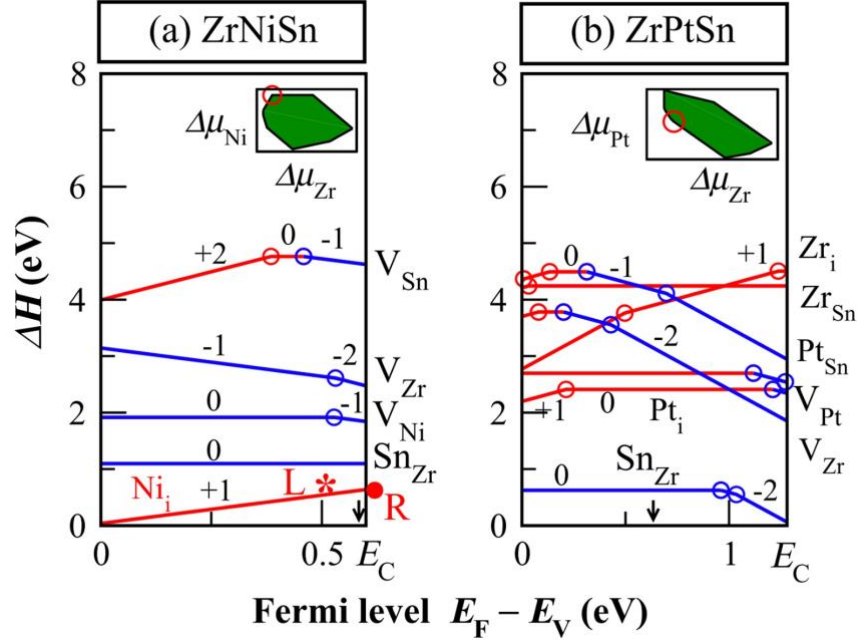 (a) ZrNiSn
(b) ZrPtSn
8
6
4
2
0
ΔH (eV)
Δμ_Ni
Δμ_Zr
+2
0
-1
V_Sn
-1
-2
V_Zr
0
-1
V_Ni
0
Sn_Zr
Ni_i
+1
L *
R
0
0.5
E_C
8
6
4
2
0
Δμ_Pt
Δμ_Zr
0
-1
+1
Zr_i
Zr_Sn
-2
Pt_Sn
+1
0
Pt_i
V_Pt
V_Zr
0
Sn_Zr
-2
0
1
E_C
Fermi level E_F – E_V (eV)